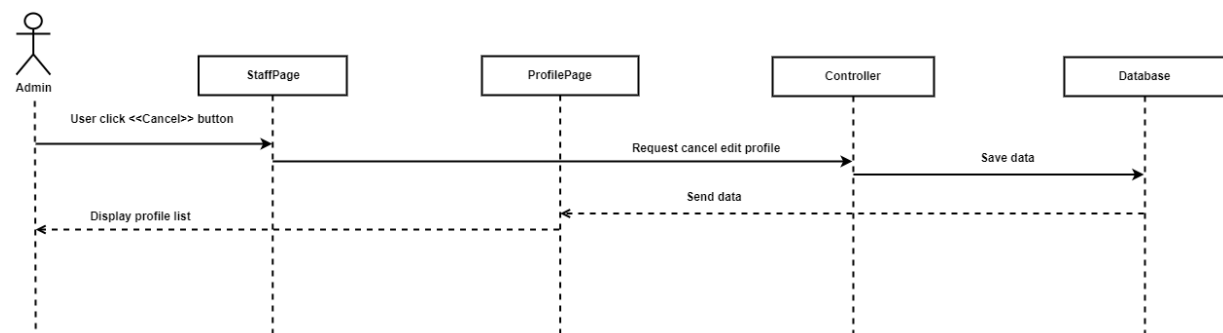 Admin
StaffPage
ProfilePage
Controller
Database
User click <<Cancel>> button
Request cancel edit profile
Save data
Send data
Display profile list